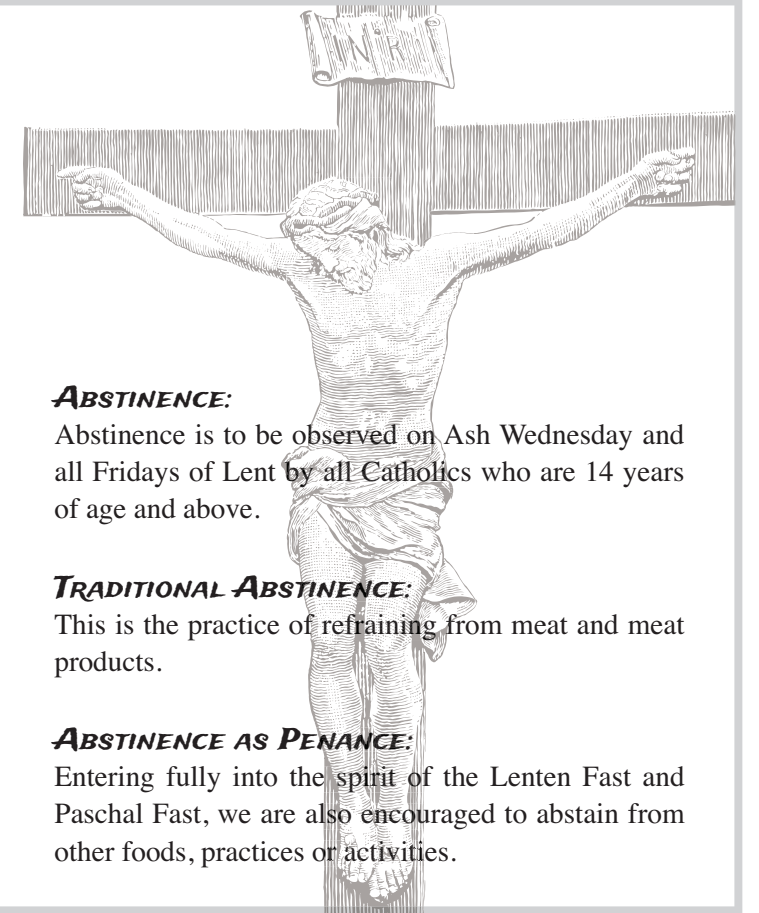 INRI
Abstinence:
Abstinence is to be observed on Ash Wednesday and
all Fridays of Lent by all Catholics who are 14 years
of age and above.
Traditional Abstinence:
This is the practice of refraining from meat and meat
products.
Abstinence as Penance:
Entering fully into the spirit of the Lenten Fast and
Paschal Fast, we are also encouraged to abstain from
other foods, practices or activities.